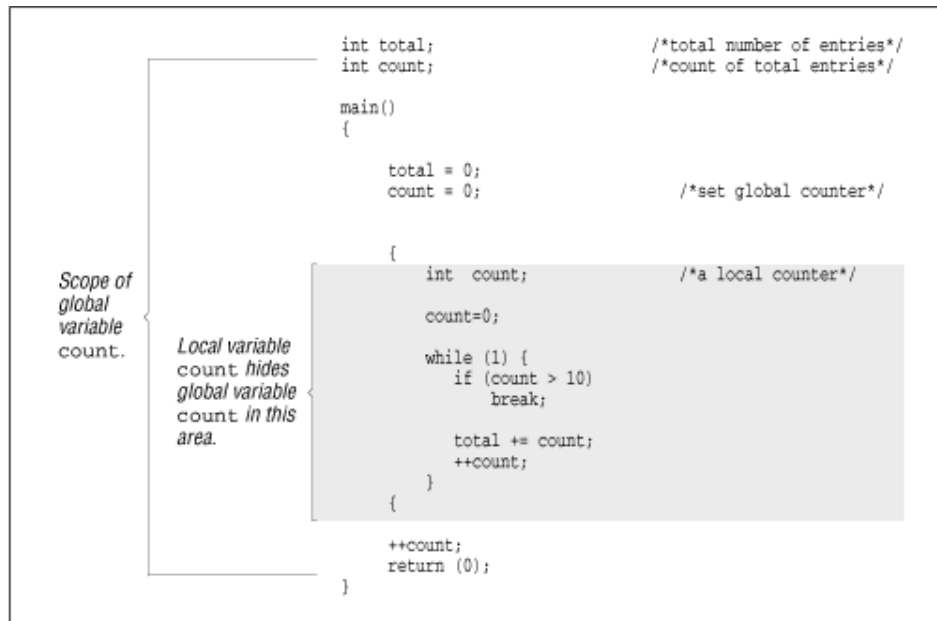 int total; /*total number of entries*/
int count; /*count of total entries*/
main()
{
total = 0;
count = 0; /*set global counter*/
{
int count; /*a local counter*/
count=0;
while (1) {
if (count > 10)
break;
total += count;
++count;
}
{
++count;
return (0);
}
Scope of
global
variable
count.
Local variable
count hides
global variable
count in this
area.